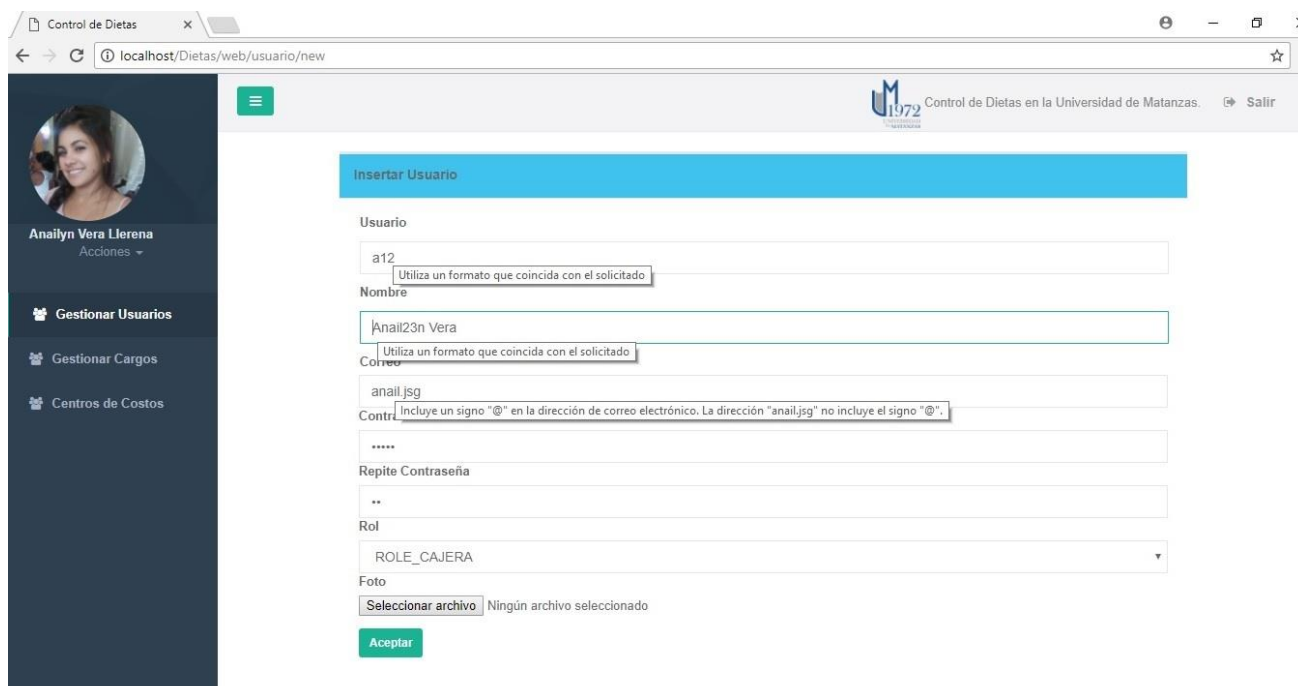 Control de Dietas
localhost/Dietas/web/usuario/new
M
1972
UNIVERSIDAD
DE MATANZAS
Control de Dietas en la Universidad de Matanzas.
Salir
Anailyn Vera Llerena
Acciones
Gestionar Usuarios
Gestionar Cargos
Centros de Costos
Insertar Usuario
Usuario
a12
Utiliza un formato que coincida con el solicitado
Nombre
Anail23n Vera
Utiliza un formato que coincida con el solicitado
Correo
anail.jsg
Incluye un signo "@" en la dirección de correo electrónico. La dirección "anail.jsg" no incluye el signo "@".
Contra
•••••
Repite Contraseña
••
Rol
ROLE_CAJERA
Foto
Seleccionar archivo Ningún archivo seleccionado
Aceptar